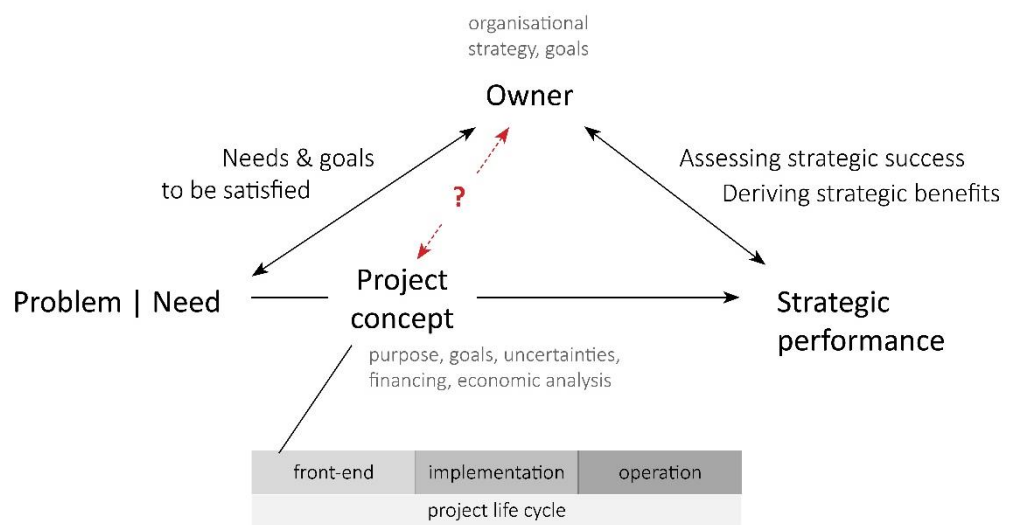 organisational
strategy, goals
Owner
Needs & goals
to be satisfied
Assessing strategic success
Deriving strategic benefits
?
Problem | Need
Project
concept
Strategic
performance
purpose, goals, uncertainties,
financing, economic analysis
front-end
implementation
operation
project life cycle